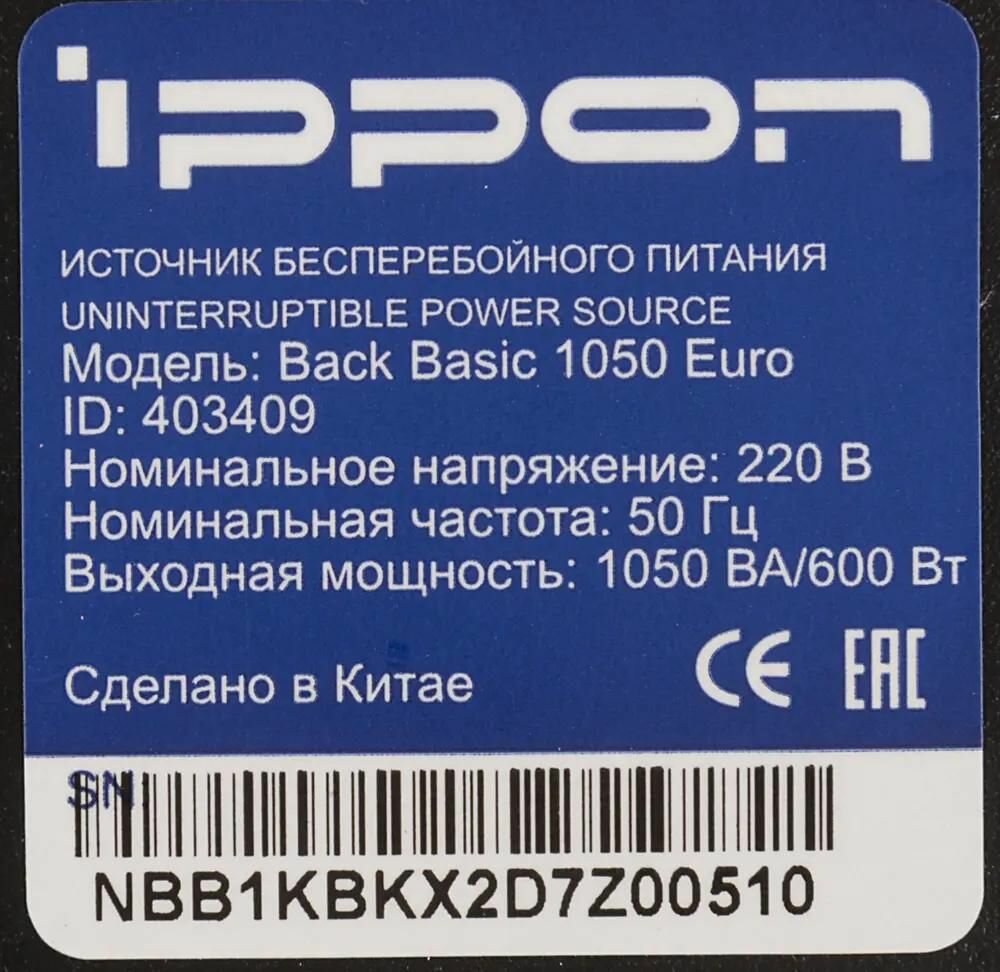 ippon
ИСТОЧНИК БЕСПЕРЕБОЙНОГО ПИТАНИЯ
UNINTERRUPTIBLE POWER SOURCE
Модель: Back Basic 1050 Euro
ID: 403409
Номинальное напряжение: 220 В
Номинальная частота: 50 Гц
Выходная мощность: 1050 ВА/600 Вт
Сделано в Китае CE EAC
SN:
NBB1KBKX2D7Z00510